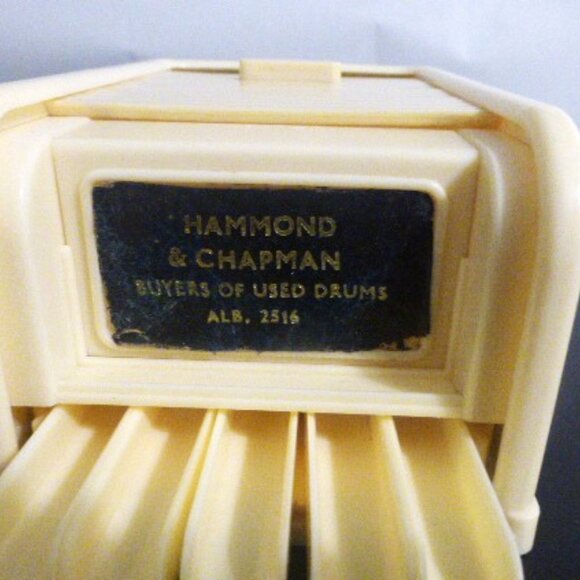 HAMMOND
& CHAPMAN
BUYERS OF USED DRUMS
ALB. 2516